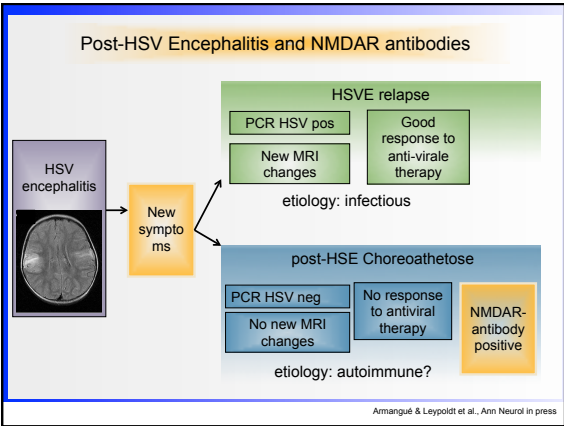 Post-HSV Encephalitis and NMDAR antibodies
HSV
encephalitis
New
sympto
ms
HSVE relapse
PCR HSV pos
New MRI
changes
Good
response to
anti-virale
therapy
etiology: infectious
post-HSE Choreoathetose
PCR HSV neg
No new MRI
changes
No response
to antiviral
therapy
NMDAR-
antibody
positive
etiology: autoimmune?
Armangué & Leypoldt et al., Ann Neurol in press